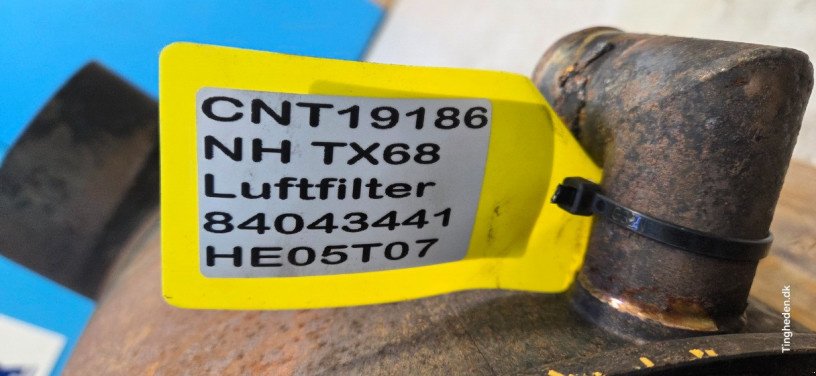 CNT19186
NH TX68
Luftfilter
84043441
HE05T07
Tingheden.dk